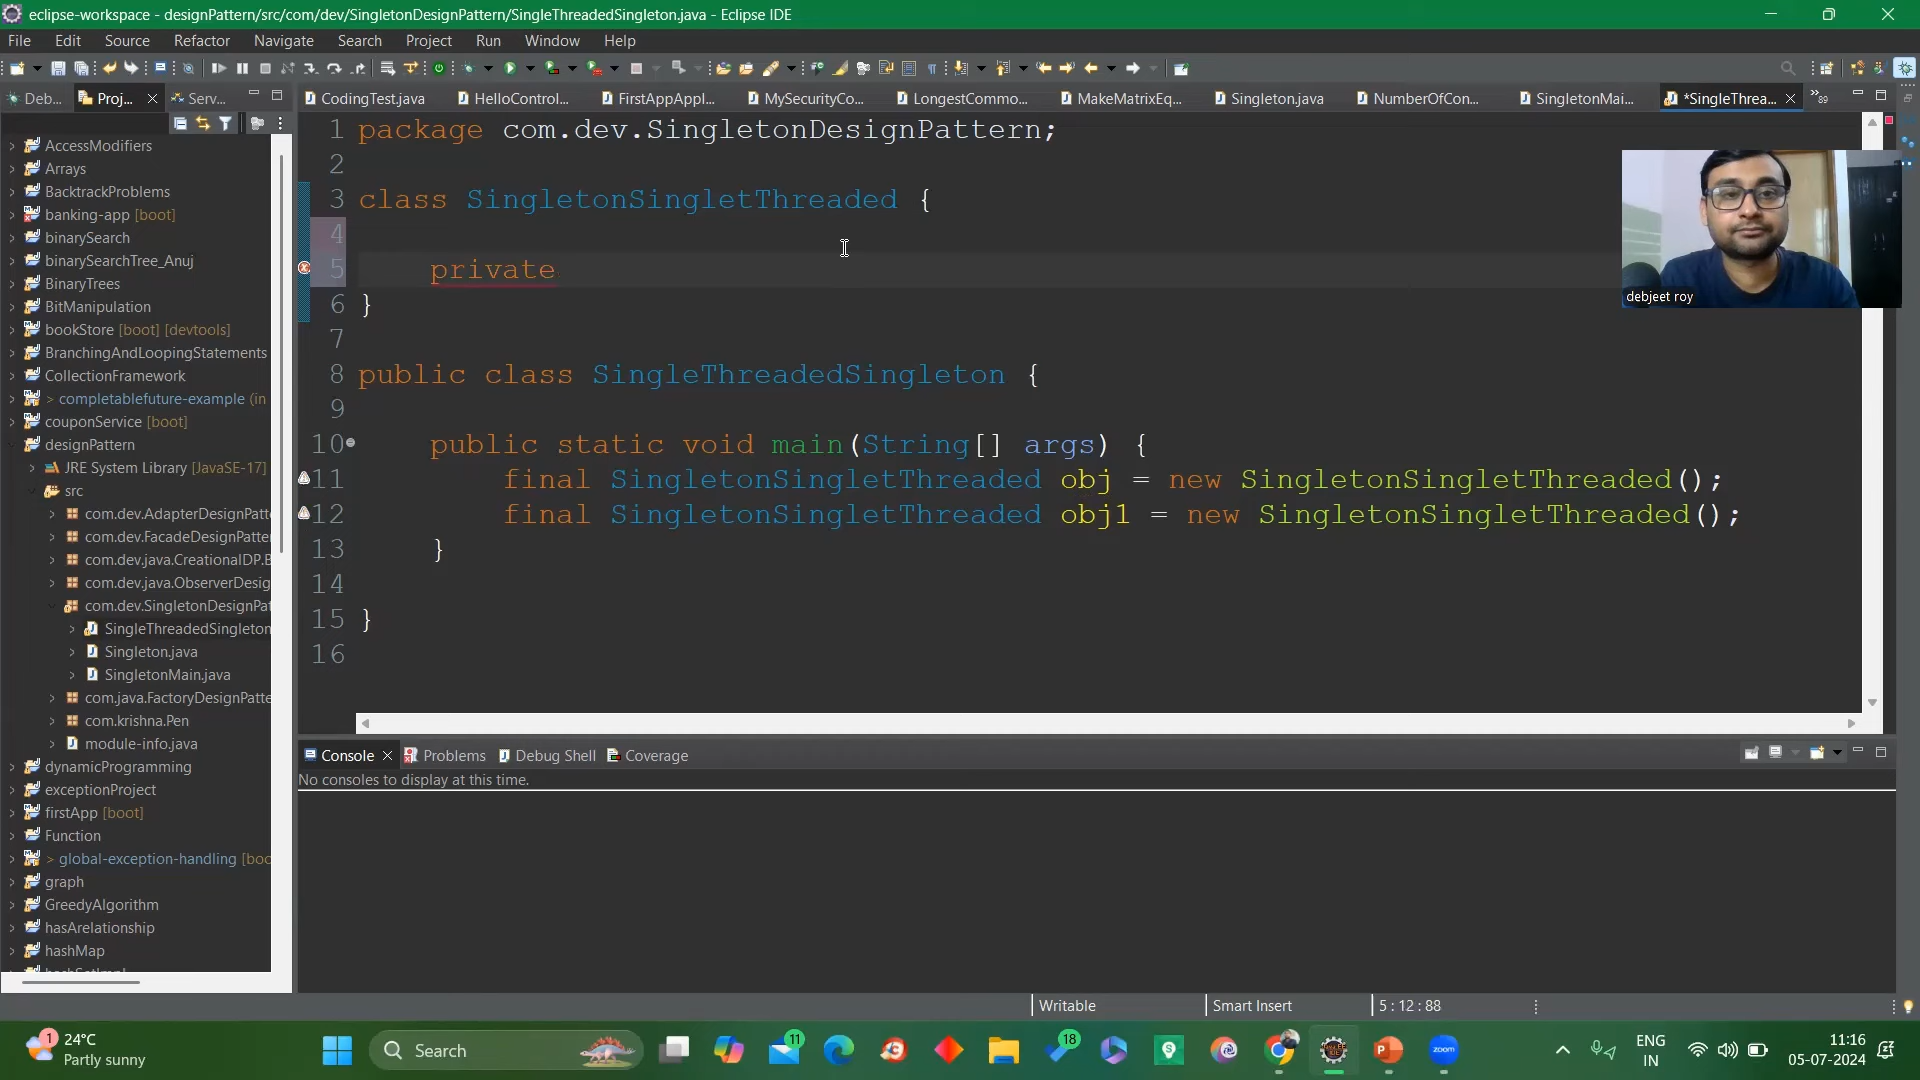 eclipse-workspace - designPattern/src/com/dev/SingletonDesignPattern/SingleThreadedSingleton.java - Eclipse IDE
File Edit Source Refactor Navigate Search Project Run Window Help
Deb... Proj... Serv...
CodingTest.java HelloControl... FirstAppAppl... MySecurityCo... LongestCommo... MakeMatrixEq... Singleton.java NumberOfCon... SingletonMai... *SingleThrea... »89
AccessModifiers
Arrays
BacktrackProblems
banking-app [boot]
binarySearch
binarySearchTree_Anuj
BinaryTrees
BitManipulation
bookStore [boot] [devtools]
BranchingAndLoopingStatements
CollectionFramework
> completablefuture-example (in
couponService [boot]
designPattern
JRE System Library [JavaSE-17]
src
com.dev.AdapterDesignPatte
com.dev.FacadeDesignPatter
com.dev.java.CreationalDP.B
com.dev.java.ObserverDesig
com.dev.SingletonDesignPat
SingleThreadedSingleton
Singleton.java
SingletonMain.java
com.java.FactoryDesignPatte
com.krishna.Pen
module-info.java
dynamicProgramming
exceptionProject
firstApp [boot]
Function
> global-exception-handling [boo
graph
GreedyAlgorithm
hasArelationship
hashMap
1 package com.dev.SingletonDesignPattern;
2
3 class SingletonSingletThreaded {
4
5 private
6 }
7
8 public class SingleThreadedSingleton {
9
10 public static void main(String[] args) {
11 final SingletonSingletThreaded obj = new SingletonSingletThreaded();
12 final SingletonSingletThreaded obj1 = new SingletonSingletThreaded();
13 }
14
15 }
16
debjeet roy
Console Problems Debug Shell Coverage
No consoles to display at this time.
Writable Smart Insert 5 : 12 : 88
1 24°C
Partly sunny
Search
11
18
zoom
ENG
IN
11:16
05-07-2024